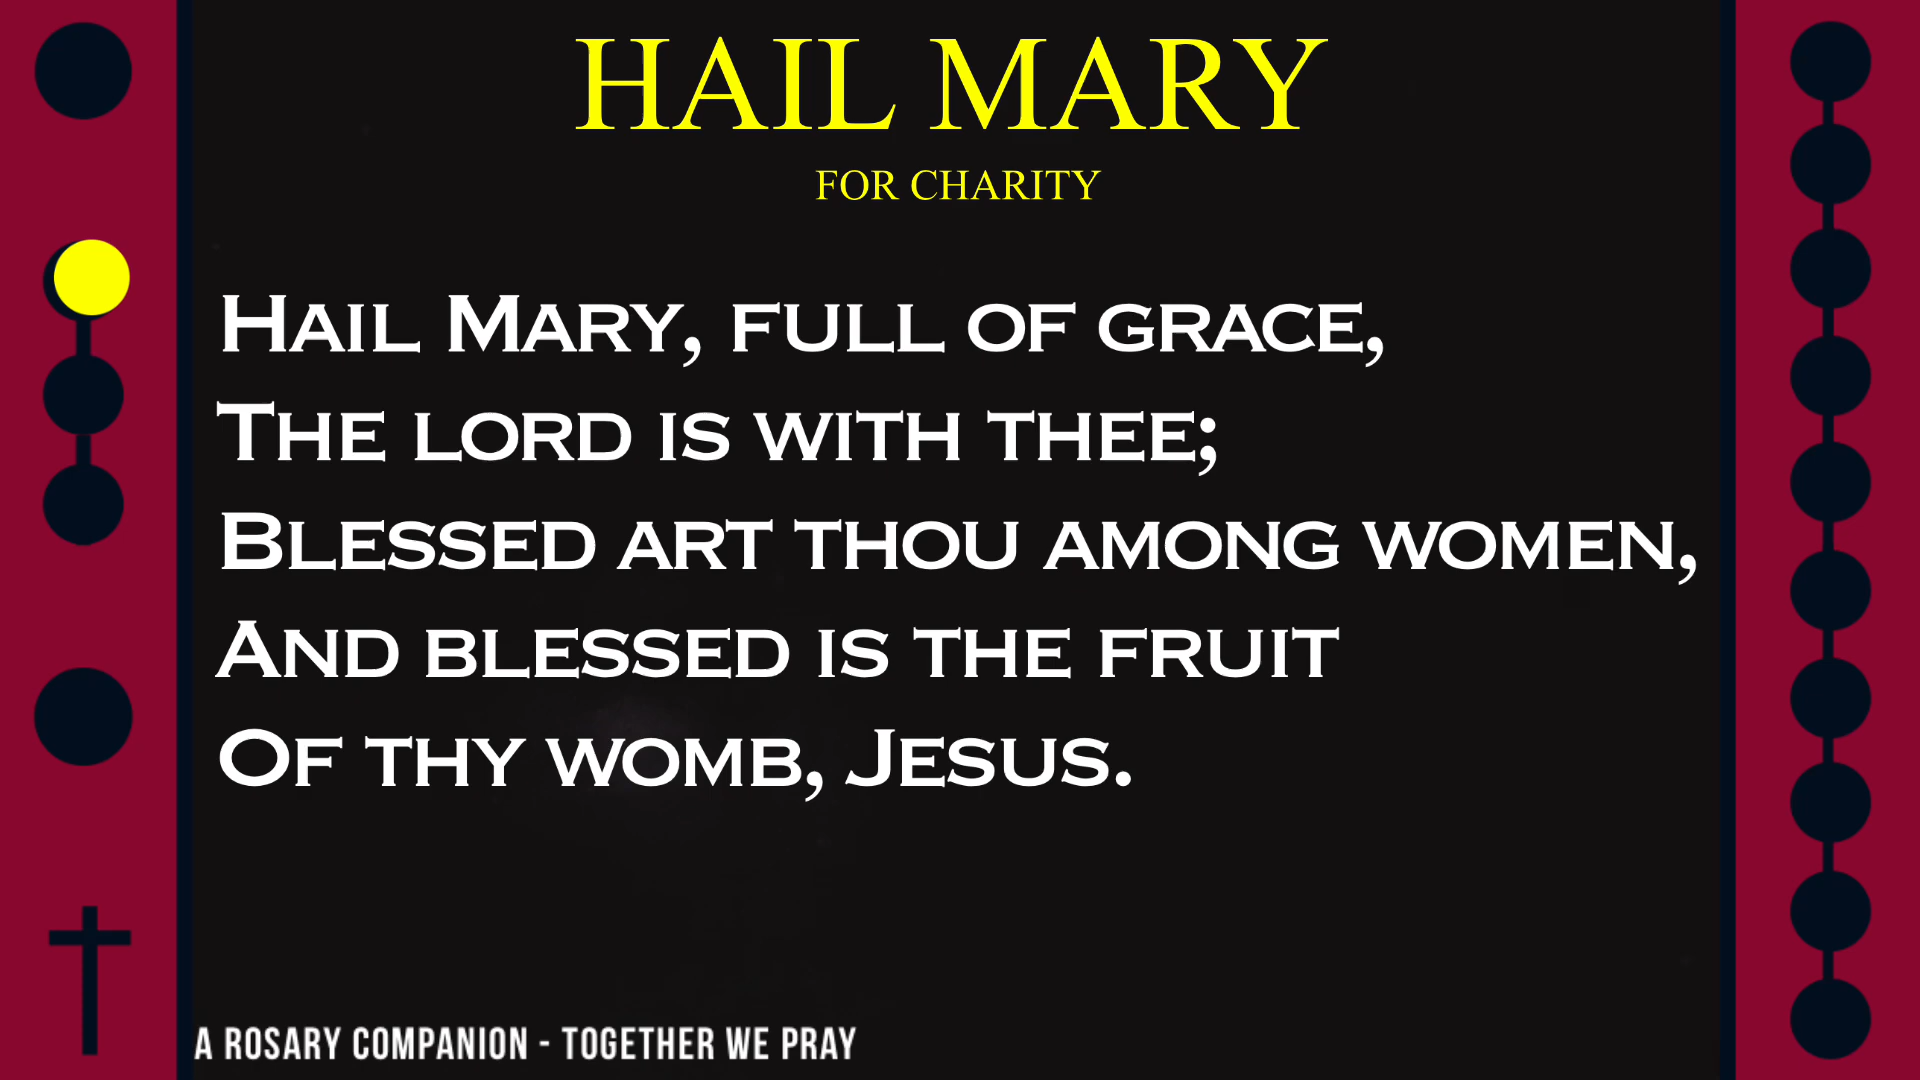 HAIL MARY
FOR CHARITY
Hail Mary, full of grace,
The lord is with thee;
Blessed art thou among women,
And blessed is the fruit
Of thy womb, Jesus.
A ROSARY COMPANION - TOGETHER WE PRAY